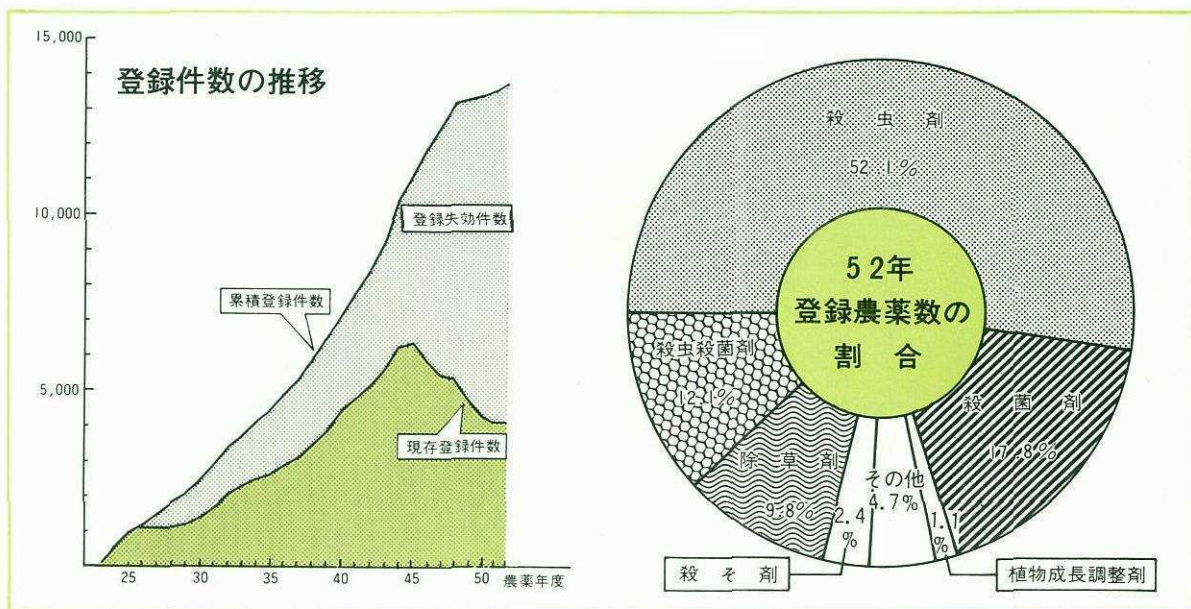 登録件数の推移
15,000
10,000
5,000
登録失効件数
累積登録件数
現存登録件数
25 30 35 40 45 50 農薬年度
殺虫剤
52.1%
52年
登録農薬数の
割合
殺虫殺菌剤
12.1%
殺菌剤
17.8%
除草剤
9.8%
2.4
%
その他
4.7%
1.1
%
殺そ剤
植物成長調整剤